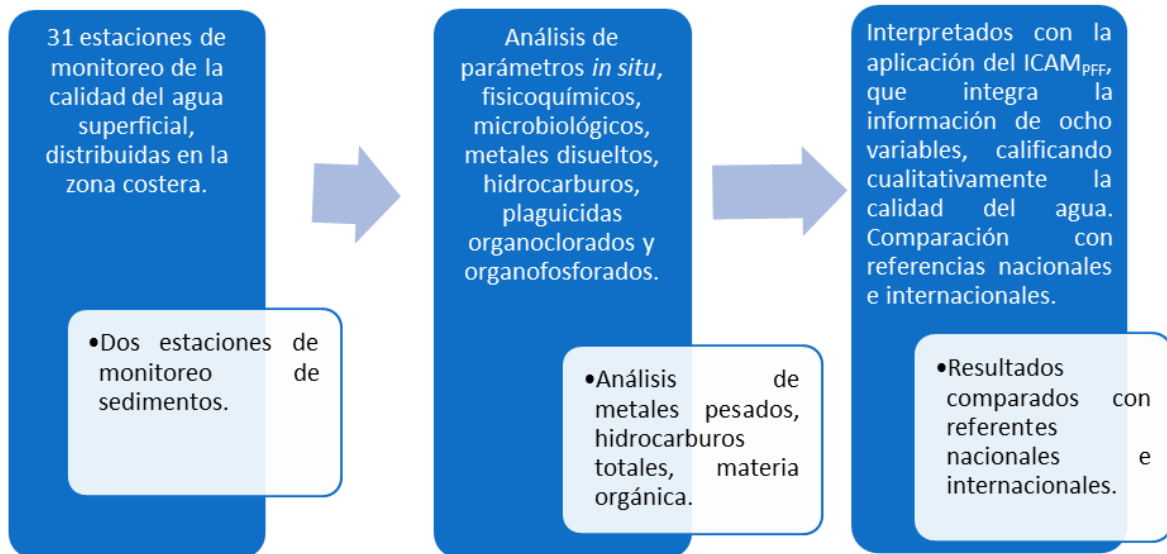 31 estaciones de
monitoreo de la
calidad del agua
superficial,
distribuidas en la
zona costera.
•Dos estaciones de
monitoreo de
sedimentos.
Análisis de
parámetros in situ,
fisicoquímicos,
microbiológicos,
metales disueltos,
hidrocarburos,
plaguicidas
organoclorados y
organofosforados.
•Análisis de
metales pesados,
hidrocarburos
totales, materia
orgánica.
Interpretados con la
aplicación del ICAMPFF,
que integra la
información de ocho
variables, calificando
cualitativamente la
calidad del agua.
Comparación con
referencias nacionales
e internacionales.
•Resultados
comparados con
referentes
nacionales e
internacionales.